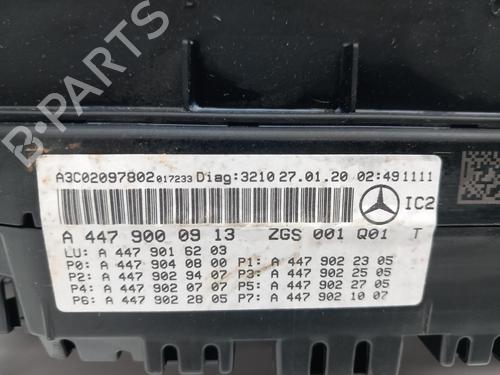 A3C02097802017233 Diag:3210 27.01.20 02:491111
IC2
A 447 900 09 13 ZGS 001 Q01 T
LU: A 447 901 62 03
P0: A 447 904 08 00 P1: A 447 902 23 05
P2: A 447 902 94 07 P3: A 447 902 25 05
P4: A 447 902 07 07 P5: A 447 902 27 05
P6: A 447 902 28 05 P7: A 447 902 10 07
B-PARTS